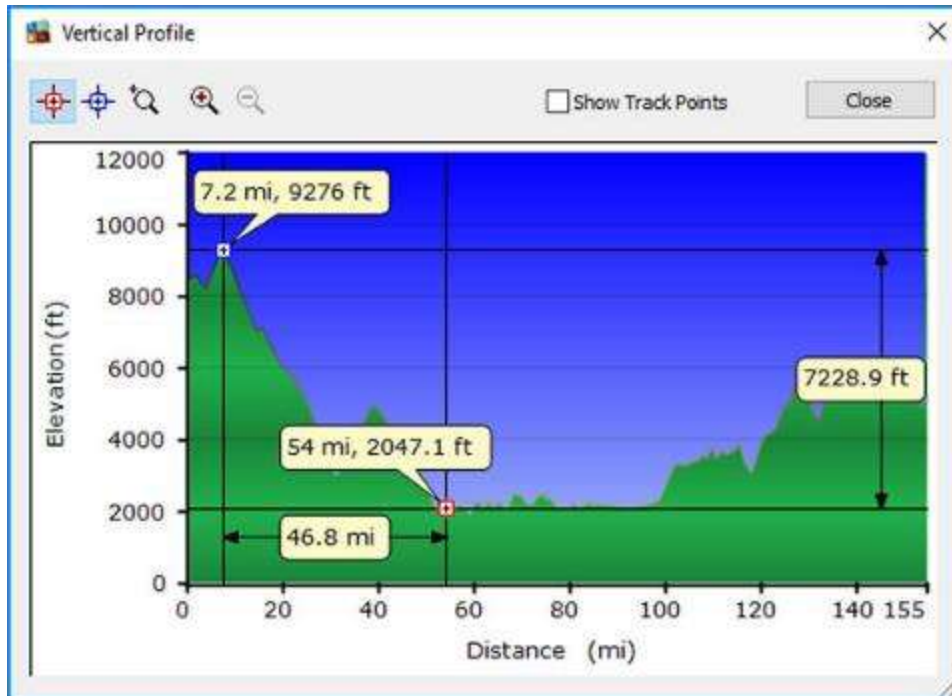 Vertical Profile
Show Track Points
Close
12000
10000
8000
6000
4000
2000
0
Elevation(ft)
7.2 mi, 9276 ft
7228.9 ft
54 mi, 2047.1 ft
46.8 mi
0 20 40 60 80 100 120 140 155
Distance (mi)